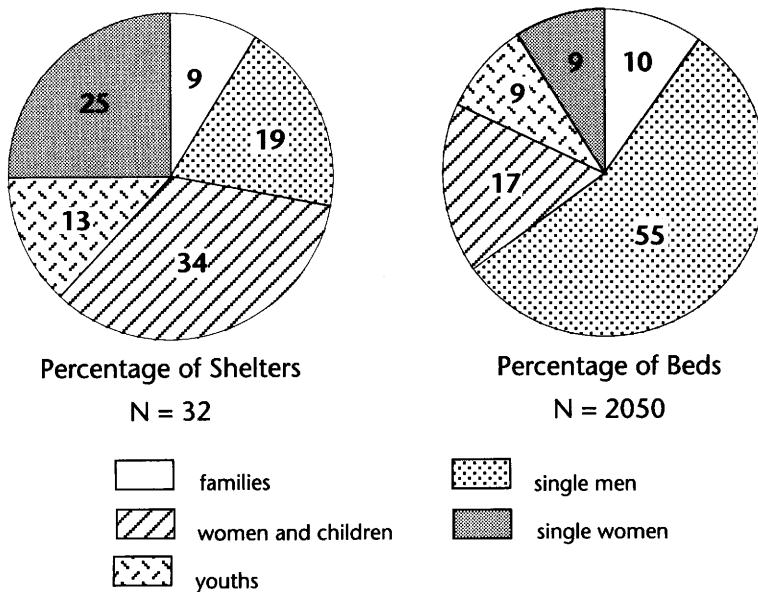 9
19
34
13
25
10
55
17
9
9
Percentage of Shelters
N = 32
Percentage of Beds
N = 2050
families
women and children
youths
single men
single women